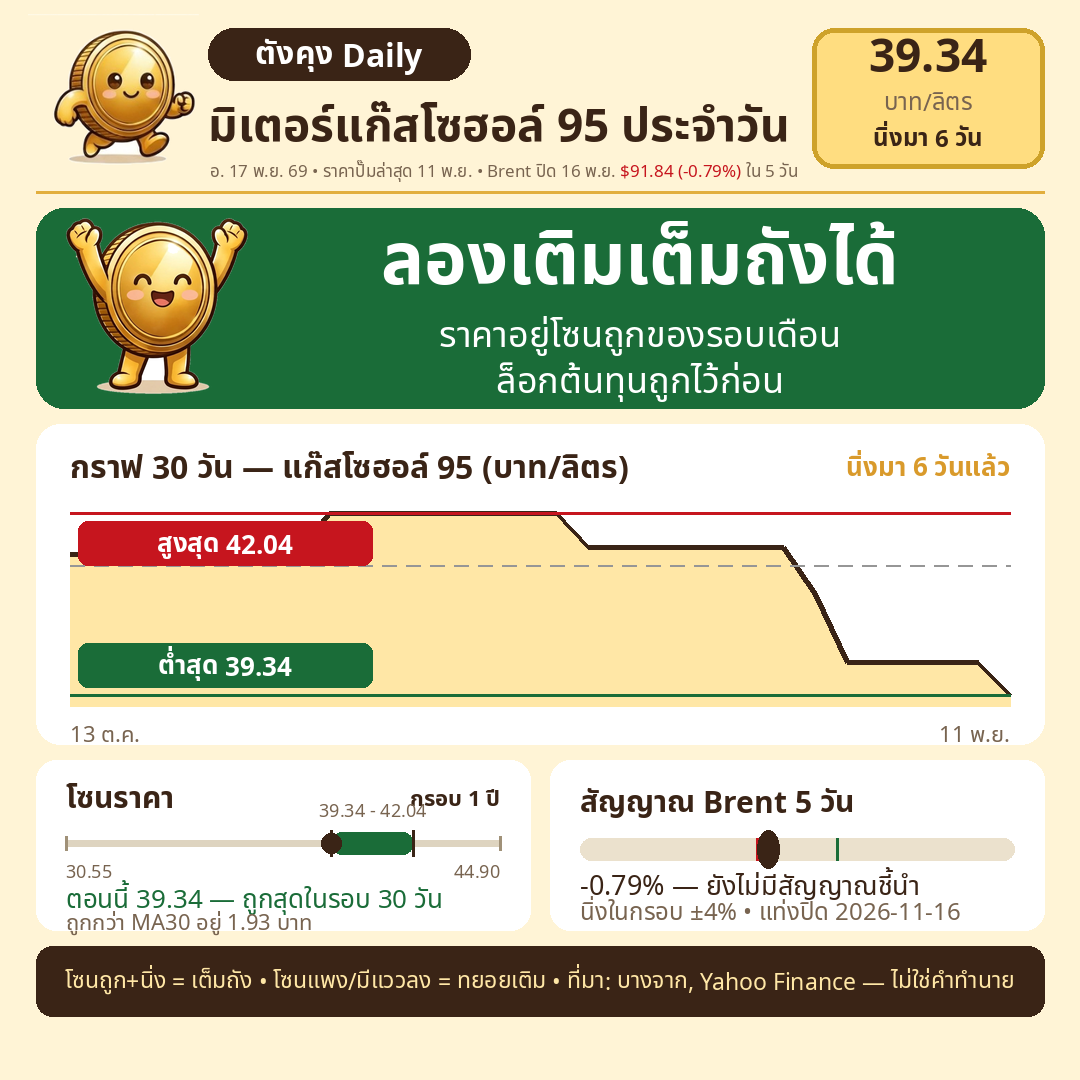 ตังคุง Daily
มิเตอร์แก๊สโซฮอล์ 95 ประจำวัน
อ. 17 พ.ย. 69 • ราคาปั๊มล่าสุด 11 พ.ย. • Brent ปิด 16 พ.ย. $91.84 (-0.79%) ใน 5 วัน
39.34
บาท/ลิตร
นิ่งมา 6 วัน
ลองเติมเต็มถังได้
ราคาอยู่โซนถูกของรอบเดือน
ล็อกต้นทุนถูกไว้ก่อน
กราฟ 30 วัน — แก๊สโซฮอล์ 95 (บาท/ลิตร)
นิ่งมา 6 วันแล้ว
สูงสุด 42.04
ต่ำสุด 39.34
13 ต.ค.
11 พ.ย.
โซนราคา
กรอบ 1 ปี
39.34 - 42.04
30.55
44.90
ตอนนี้ 39.34 — ถูกสุดในรอบ 30 วัน
ถูกกว่า MA30 อยู่ 1.93 บาท
สัญญาณ Brent 5 วัน
-0.79% — ยังไม่มีสัญญาณชี้นำ
นิ่งในกรอบ ±4% • แท่งปิด 2026-11-16
โซนถูก+นิ่ง = เต็มถัง • โซนแพง/มีแววลง = ทยอยเติม • ที่มา: บางจาก, Yahoo Finance — ไม่ใช่คำทำนาย